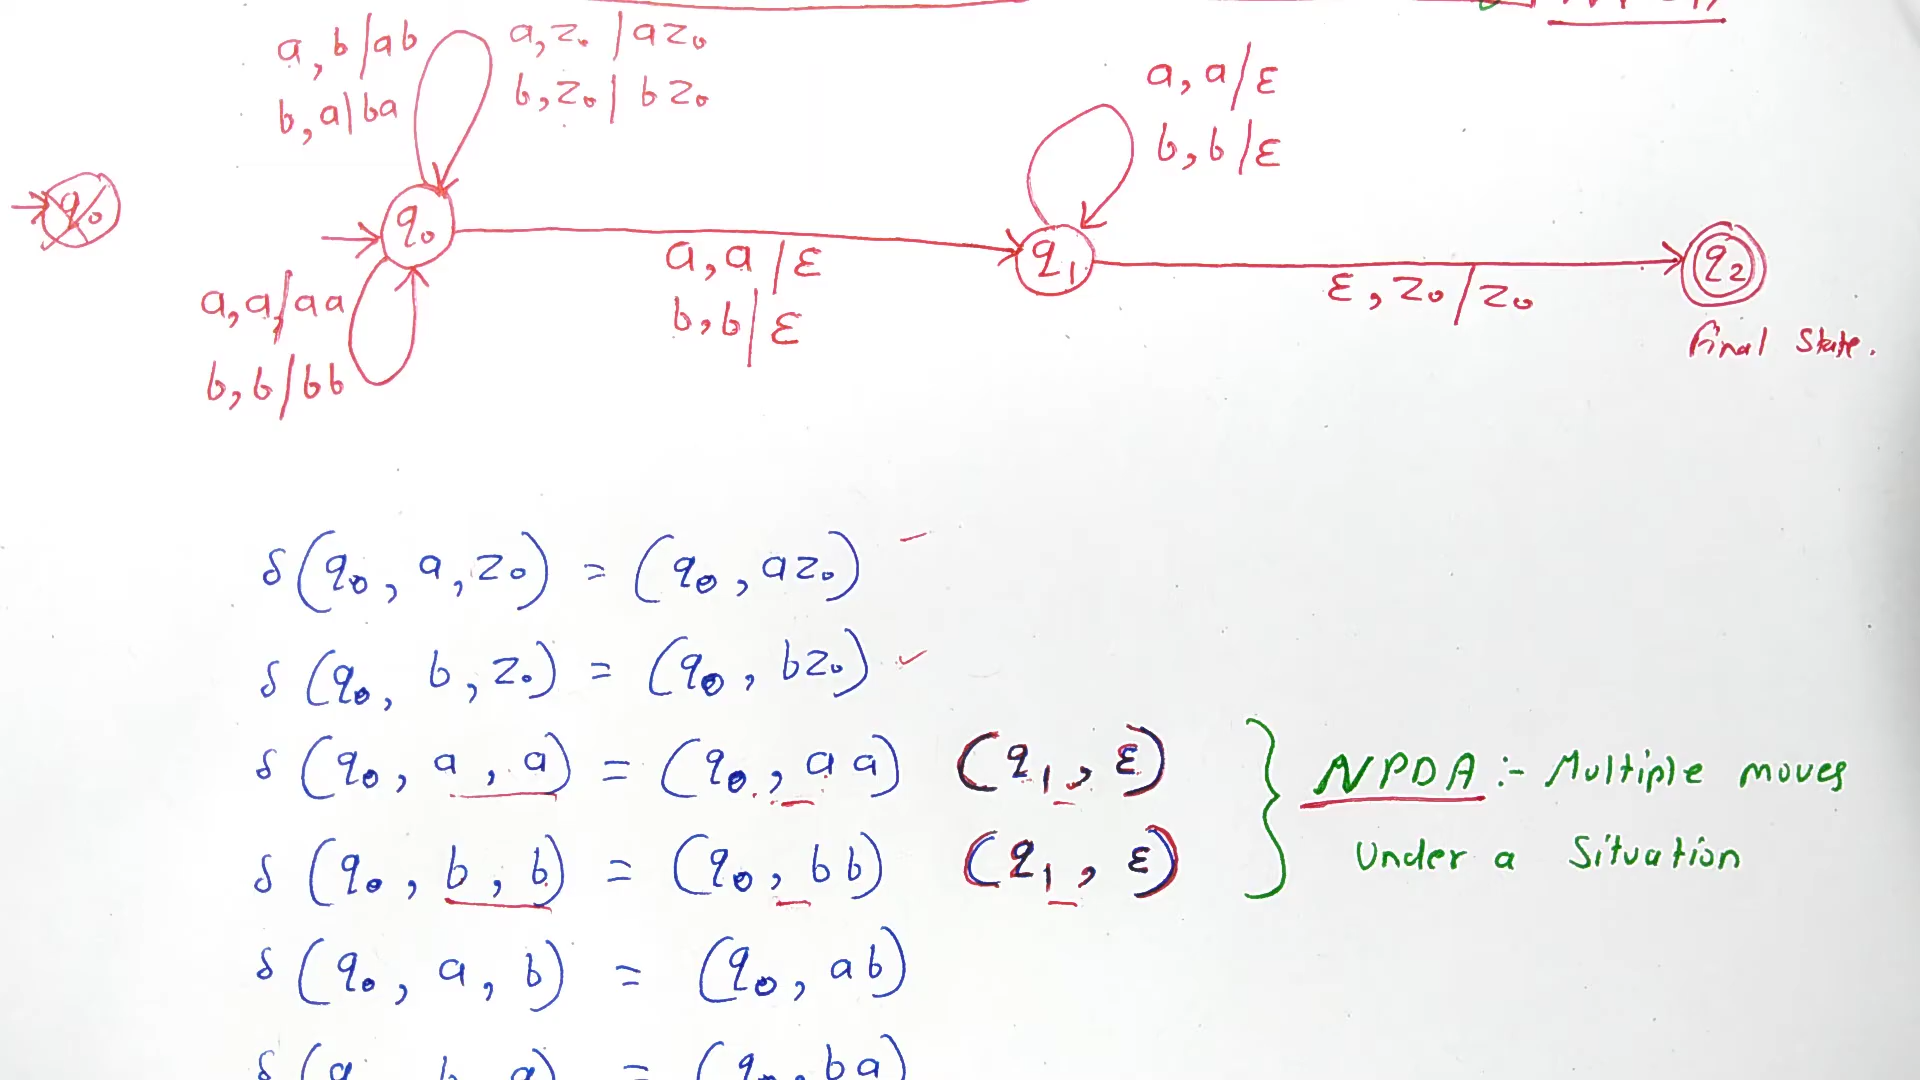 a, b/ab
a, z₀ / az₀
b, a/ba
b, z₀ / bz₀
a, a/ε
b, b/ε
q₀
q₀
q₁
q₂
a, a/ε
b, b/ε
ε, z₀/z₀
Final State.
a, a/aa
b, b/bb
δ(q₀, a, z₀) = (q₀, az₀)
δ(q₀, b, z₀) = (q₀, bz₀)
δ(q₀, a, a) = (q₀, aa) (q₁, ε)
δ(q₀, b, b) = (q₀, bb) (q₁, ε)
NPDA :- Multiple moves
under a Situation
δ(q₀, a, b) = (q₀, ab)